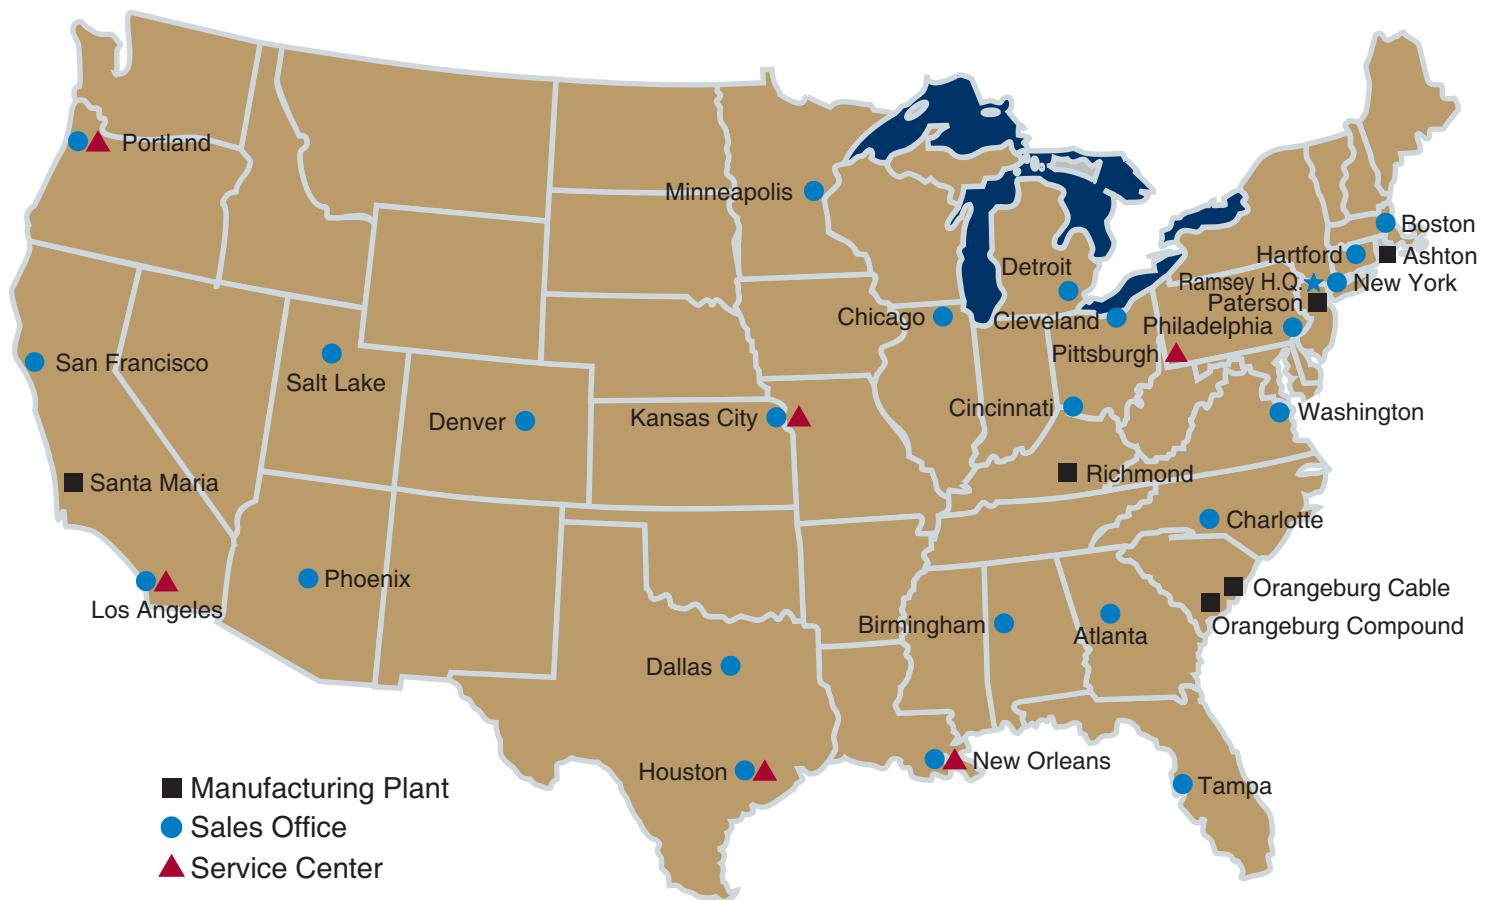 Portland
Minneapolis
Boston
Hartford
Ashton
Detroit
Ramsey H.Q.
New York
Paterson
Chicago
Cleveland
Philadelphia
Pittsburgh
San Francisco
Salt Lake
Denver
Kansas City
Cincinnati
Washington
Santa Maria
Richmond
Charlotte
Phoenix
Los Angeles
Orangeburg Cable
Orangeburg Compound
Birmingham
Atlanta
Dallas
Houston
New Orleans
Tampa
Manufacturing Plant
Sales Office
Service Center